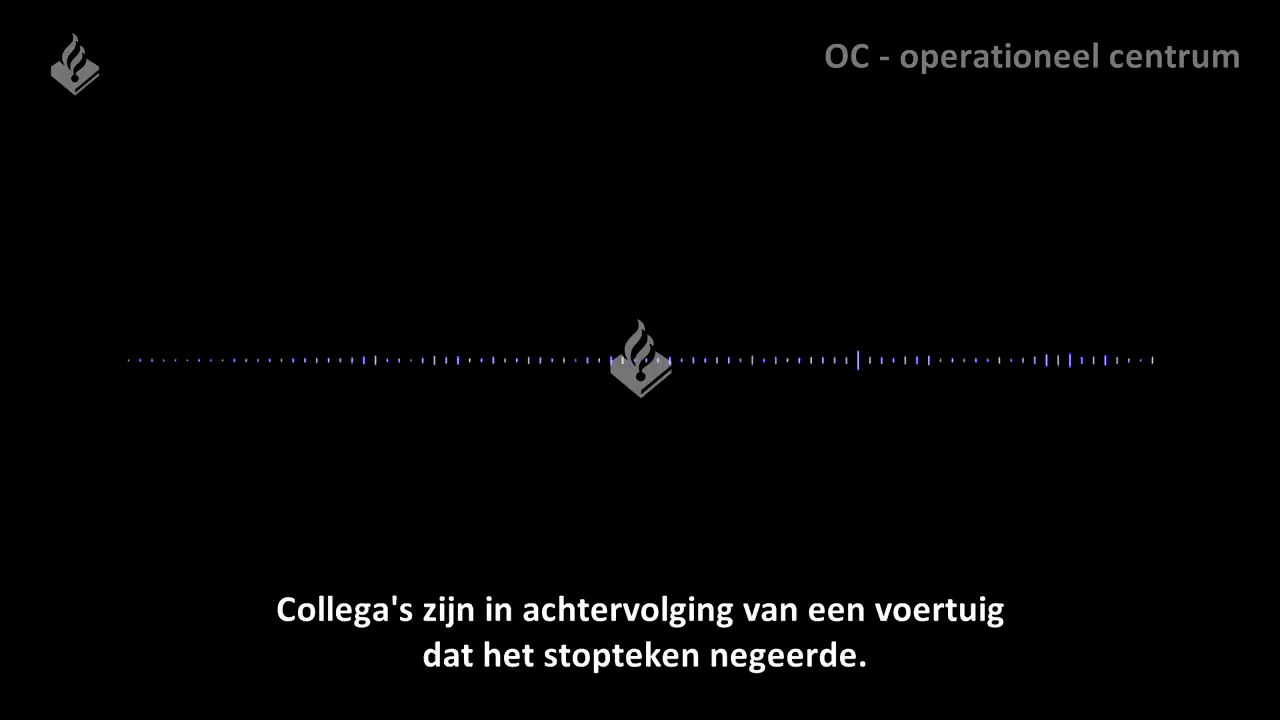 OC - operationeel centrum
Collega's zijn in achtervolging van een voertuig
dat het stopteken negeerde.